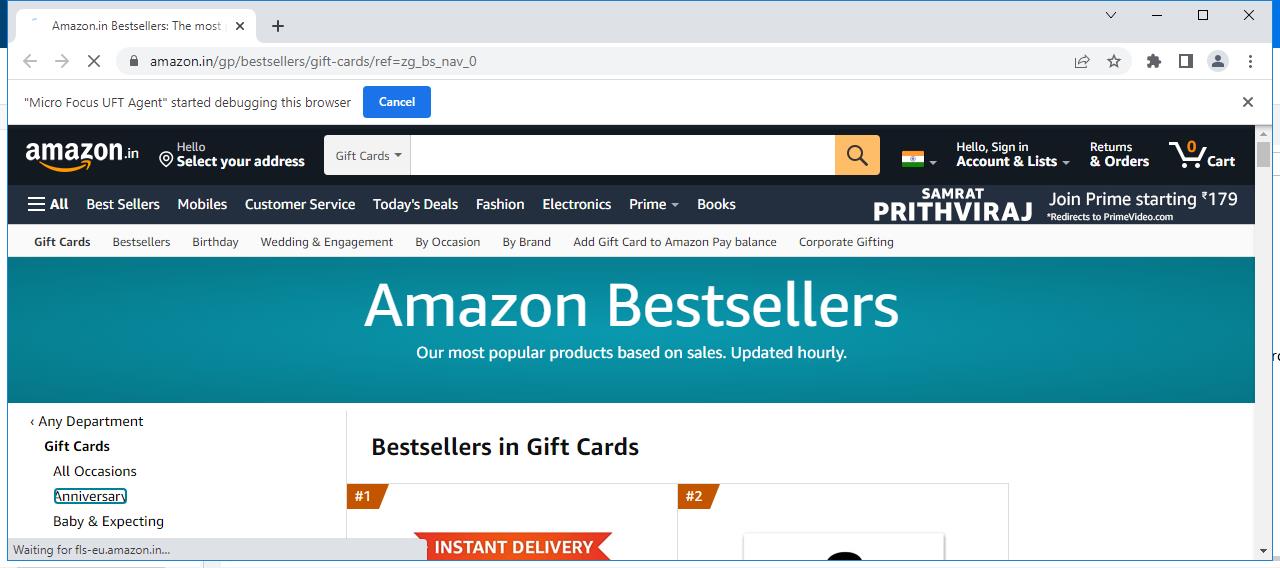 Amazon.in Bestsellers: The most
amazon.in/gp/bestsellers/gift-cards/ref=zg_bs_nav_0
"Micro Focus UFT Agent" started debugging this browser
Cancel
amazon.in
Hello
Select your address
Gift Cards
Hello, Sign in
Account & Lists
Returns
& Orders
0
Cart
All
Best Sellers
Mobiles
Customer Service
Today's Deals
Fashion
Electronics
Prime
Books
SAMRAT
PRITHVIRAJ
Join Prime starting ₹179
*Redirects to PrimeVideo.com
Gift Cards
Bestsellers
Birthday
Wedding & Engagement
By Occasion
By Brand
Add Gift Card to Amazon Pay balance
Corporate Gifting
Amazon Bestsellers
Our most popular products based on sales. Updated hourly.
‹ Any Department
Gift Cards
All Occasions
Anniversary
Baby & Expecting
Bestsellers in Gift Cards
#1
#2
INSTANT DELIVERY
Waiting for fls-eu.amazon.in...